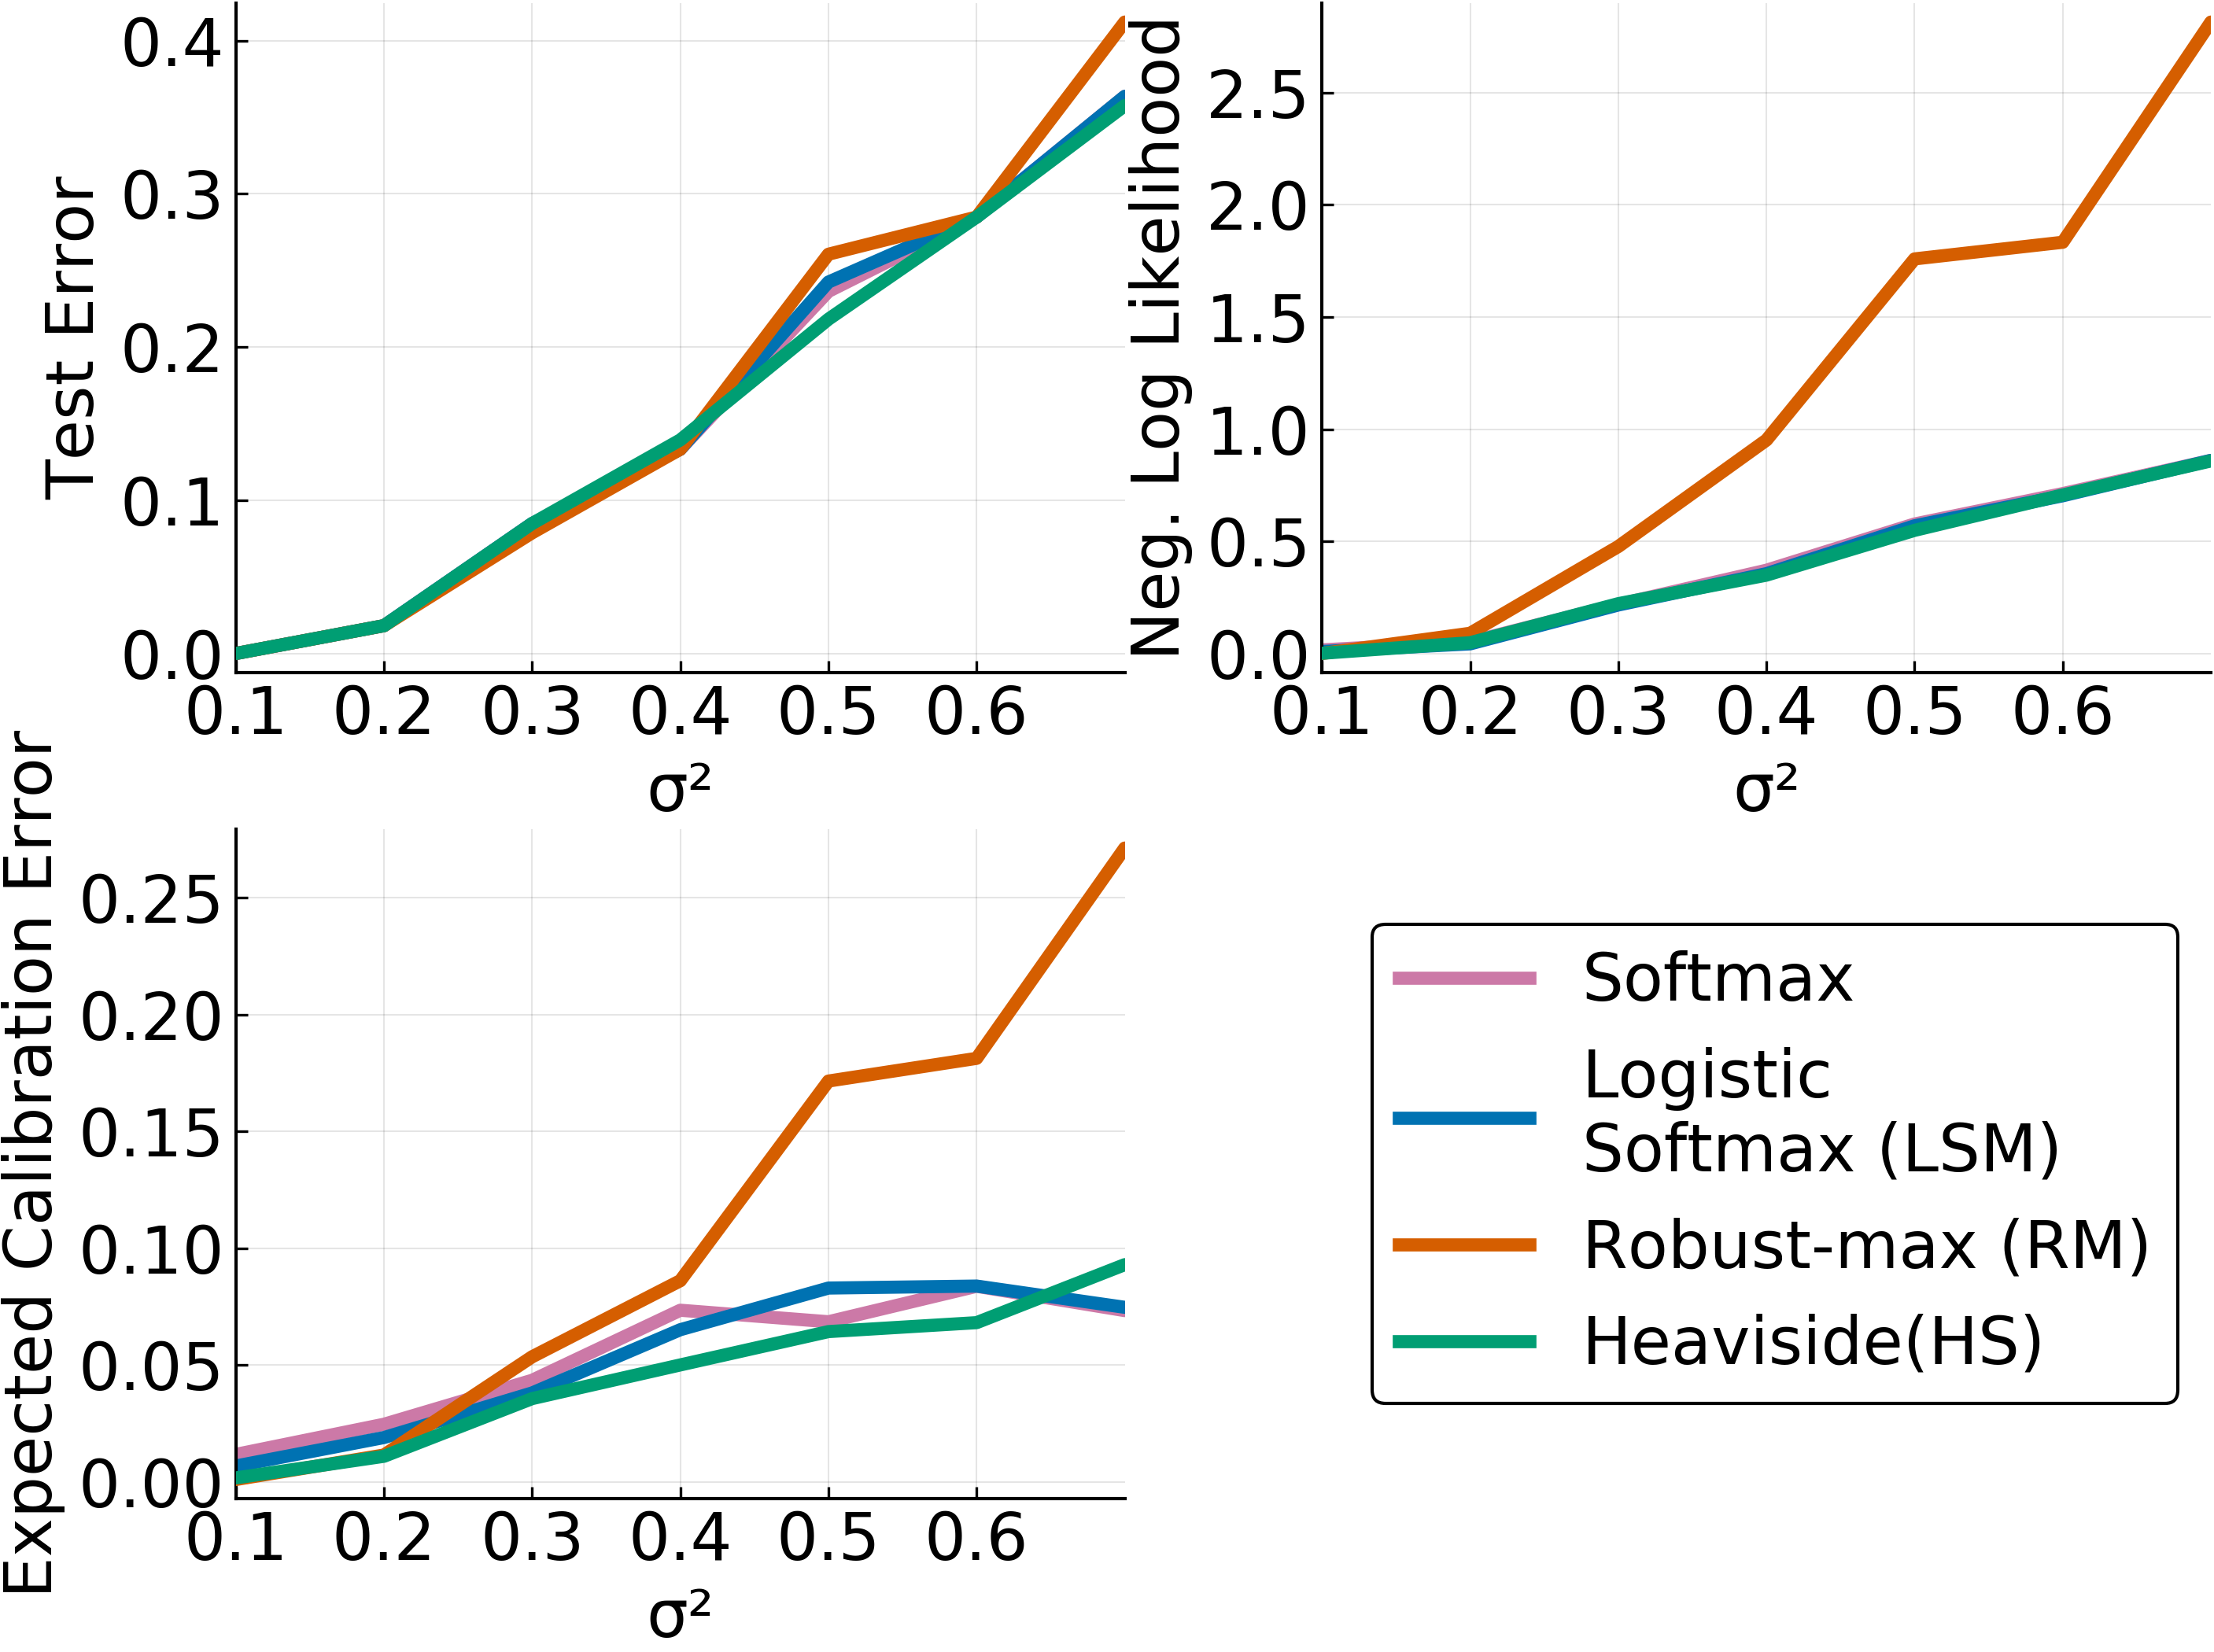 Test Error
0.4
0.3
0.2
0.1
0.0
0.1 0.2 0.3 0.4 0.5 0.6
σ²
Neg. Log Likelihood
2.5
2.0
1.5
1.0
0.5
0.0
0.1 0.2 0.3 0.4 0.5 0.6
σ²
Expected Calibration Error
0.25
0.20
0.15
0.10
0.05
0.00
0.1 0.2 0.3 0.4 0.5 0.6
σ²
Softmax
Logistic
Softmax (LSM)
Robust-max (RM)
Heaviside(HS)